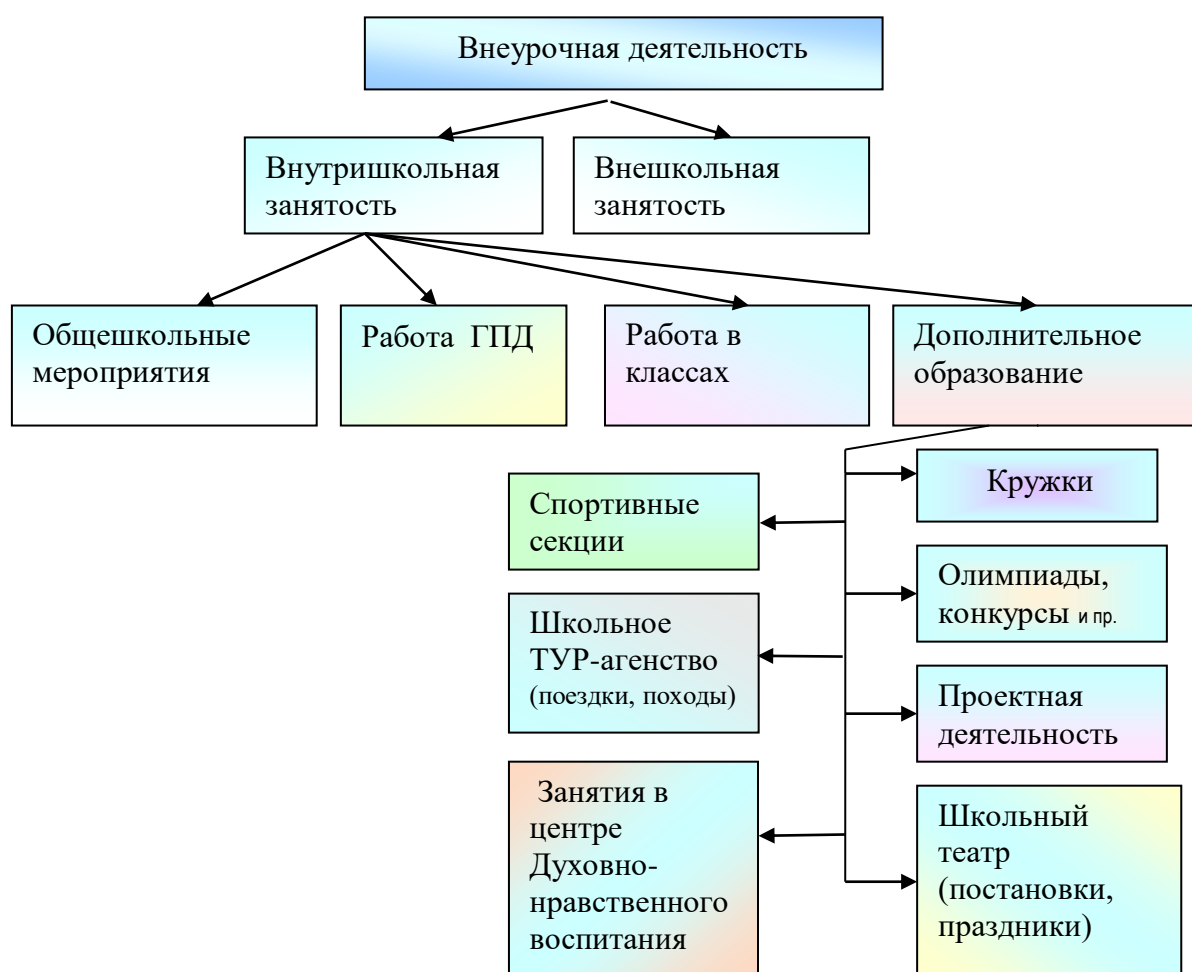 Внеурочная деятельность
Внутришкольная
занятость
Внешкольная
занятость
Общешкольные
мероприятия
Работа ГПД
Работа в
классах
Дополнительное
образование
Кружки
Спортивные
секции
Олимпиады,
конкурсы и пр.
Школьное
ТУР-агенство
(поездки, походы)
Проектная
деятельность
Занятия в
центре
Духовно-
нравственного
воспитания
Школьный
театр
(постановки,
праздники)